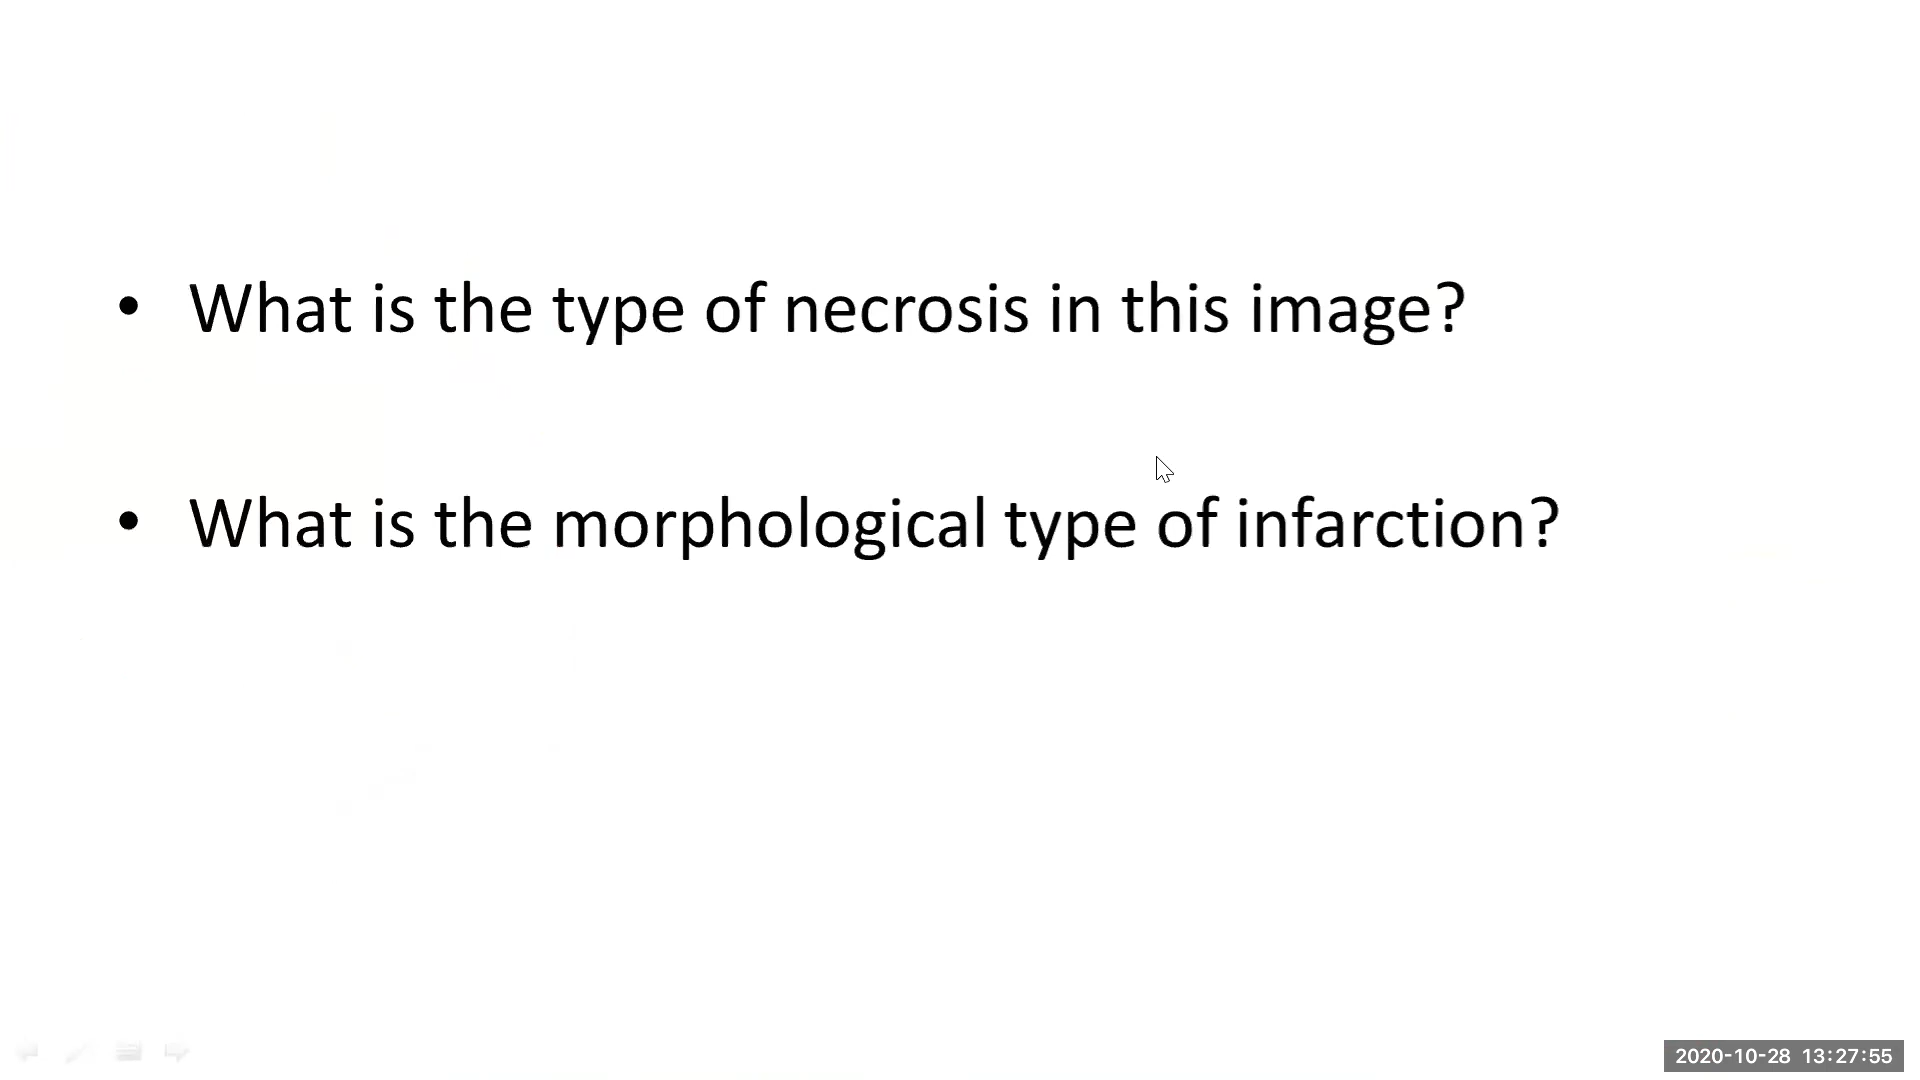 • What is the type of necrosis in this image?
• What is the morphological type of infarction?
2020-10-28 13:27:55